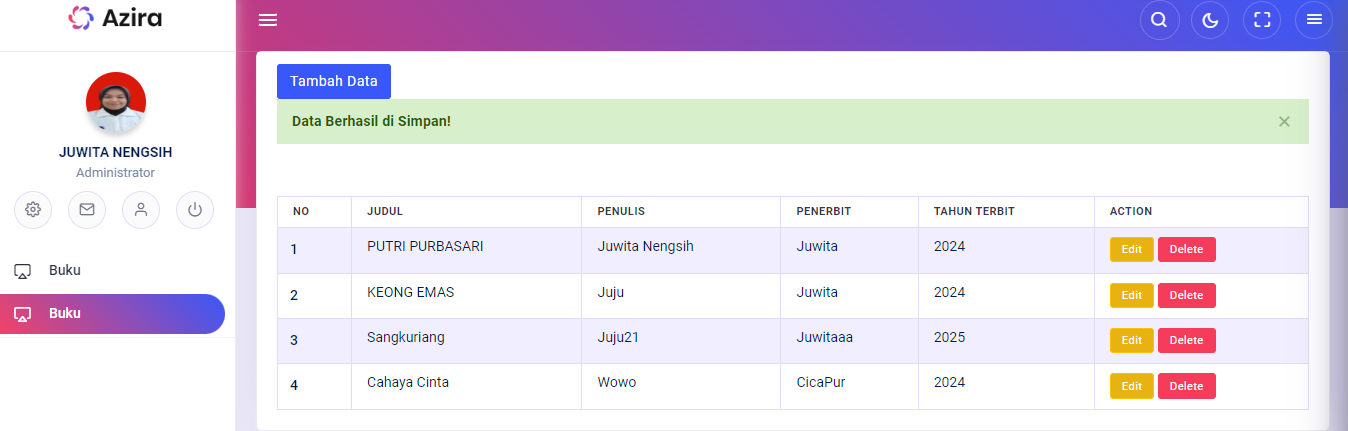 Azira
JUWITA NENGSIH
Administrator
Buku
Buku
Tambah Data
Data Berhasil di Simpan!
NO JUDUL PENULIS PENERBIT TAHUN TERBIT ACTION
1 PUTRI PURBASARI Juwita Nengsih Juwita 2024 Edit Delete
2 KEONG EMAS Juju Juwita 2024 Edit Delete
3 Sangkuriang Juju21 Juwitaaa 2025 Edit Delete
4 Cahaya Cinta Wowo CicaPur 2024 Edit Delete